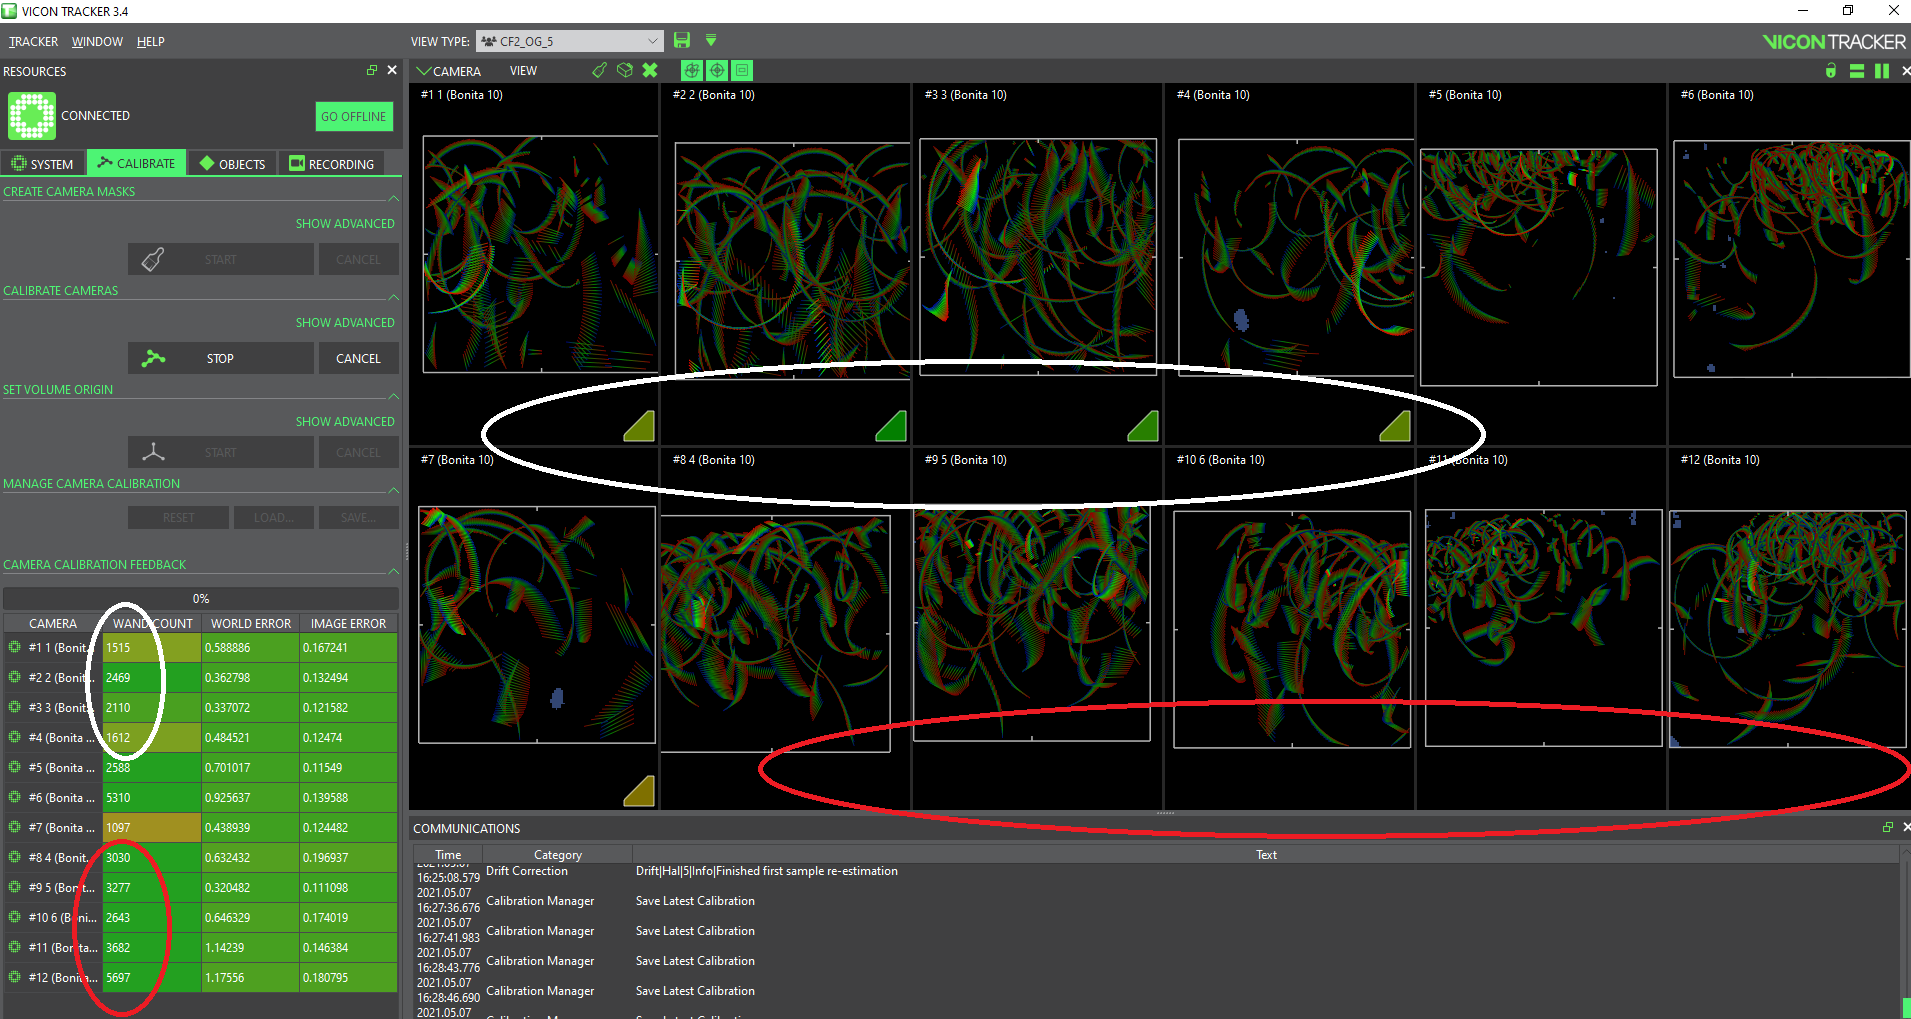 VICON TRACKER 3.4
TRACKER WINDOW HELP
VIEW TYPE: CF2_OG_5
VICON TRACKER
RESOURCES
CAMERA VIEW
CONNECTED
GO OFFLINE
SYSTEM CALIBRATE OBJECTS RECORDING
CREATE CAMERA MASKS
SHOW ADVANCED
START CANCEL
CALIBRATE CAMERAS
SHOW ADVANCED
STOP CANCEL
SET VOLUME ORIGIN
SHOW ADVANCED
START CANCEL
MANAGE CAMERA CALIBRATION
RESET LOAD... SAVE...
CAMERA CALIBRATION FEEDBACK
0%
CAMERA WAND COUNT WORLD ERROR IMAGE ERROR
#1 1 (Bonit... 1515 0.588886 0.167241
#2 2 (Bonit... 2469 0.362798 0.132494
#3 3 (Bonit... 2110 0.337072 0.121582
#4 (Bonita ... 1612 0.484521 0.12474
#5 (Bonita ... 2588 0.701017 0.11549
#6 (Bonita ... 5310 0.925637 0.139588
#7 (Bonita ... 1097 0.438939 0.124482
#8 4 (Bonit... 3030 0.632432 0.196937
#9 5 (Bonit... 3277 0.320482 0.111098
#10 6 (Boni... 2643 0.646329 0.174019
#11 (Bonita... 3682 1.14239 0.146384
#12 (Bonita... 5697 1.17556 0.180795
#1 1 (Bonita 10)
#2 2 (Bonita 10)
#3 3 (Bonita 10)
#4 (Bonita 10)
#5 (Bonita 10)
#6 (Bonita 10)
#7 (Bonita 10)
#8 4 (Bonita 10)
#9 5 (Bonita 10)
#10 6 (Bonita 10)
#11 (Bonita 10)
#12 (Bonita 10)
COMMUNICATIONS
Time Category Text
2021.05.07
16:25:08.579 Drift Correction Drift|Hal|5|Info|Finished first sample re-estimation
2021.05.07
16:27:36.676 Calibration Manager Save Latest Calibration
2021.05.07
16:27:41.983 Calibration Manager Save Latest Calibration
2021.05.07
16:28:43.776 Calibration Manager Save Latest Calibration
2021.05.07
16:28:46.690 Calibration Manager Save Latest Calibration
2021.05.07